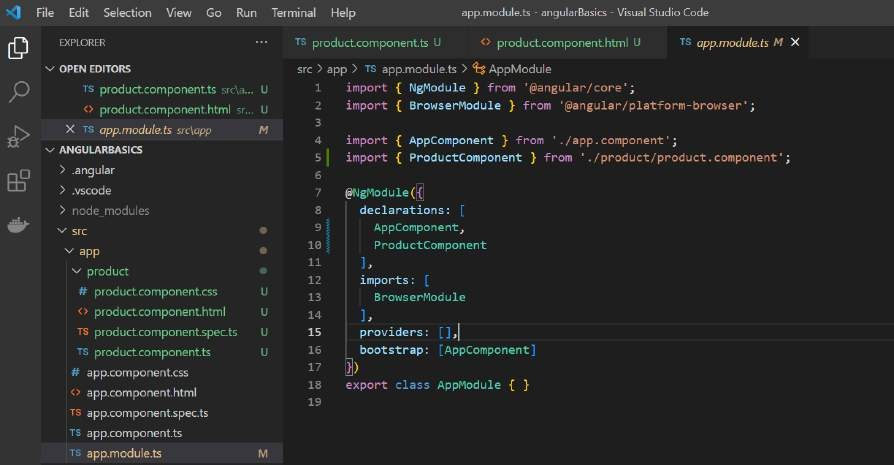 File Edit Selection View Go Run Terminal Help app.module.ts - angularBasics - Visual Studio Code
EXPLORER ...
OPEN EDITORS
TS product.component.ts src\a... U
<> product.component.html sr... U
TS app.module.ts src\app M
ANGULARBASICS
.angular
.vscode
node_modules
src
app
product
# product.component.css U
<> product.component.html U
TS product.component.spec.ts U
TS product.component.ts U
# app.component.css
<> app.component.html
TS app.component.spec.ts
TS app.component.ts
TS app.module.ts M
TS product.component.ts U <> product.component.html U TS app.module.ts M
src > app > TS app.module.ts > AppModule
1 import { NgModule } from '@angular/core';
2 import { BrowserModule } from '@angular/platform-browser';
3
4 import { AppComponent } from './app.component';
5 import { ProductComponent } from './product/product.component';
6
7 @NgModule({
8 declarations: [
9 AppComponent,
10 ProductComponent
11 ],
12 imports: [
13 BrowserModule
14 ],
15 providers: [],
16 bootstrap: [AppComponent]
17 })
18 export class AppModule { }
19